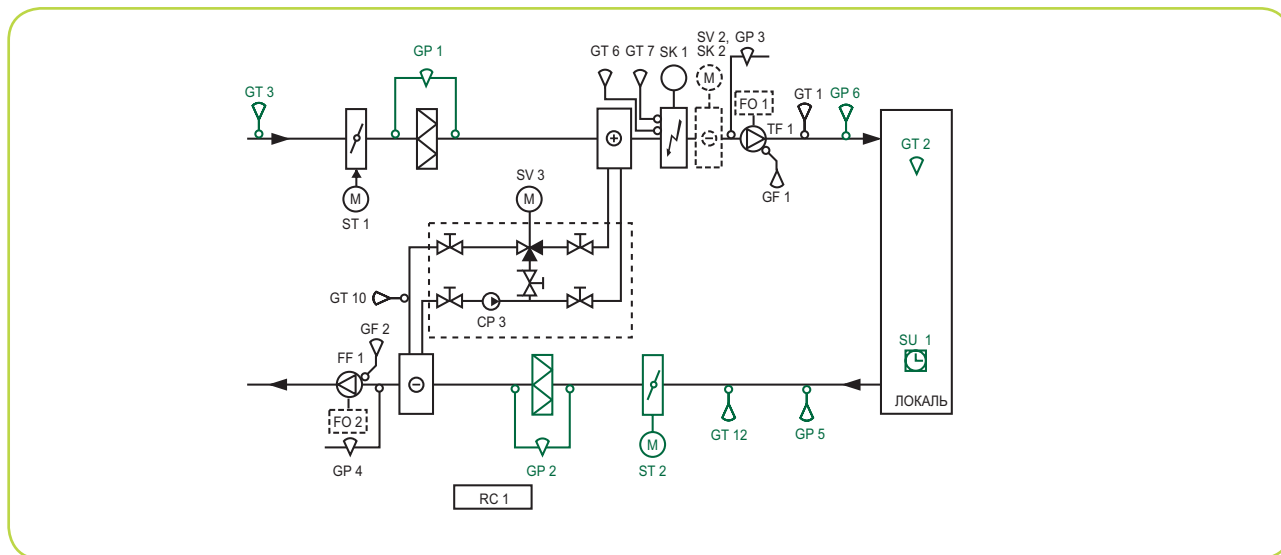 GT 3
GP 1
GT 6
GT 7
SK 1
SV 2,
SK 2
GP 3
M
FO 1
TF 1
GT 1
GP 6
GT 2
GF 1
M
ST 1
SV 3
M
GT 10
CP 3
GF 2
FF 1
FO 2
GP 4
GP 2
M
ST 2
GT 12
GP 5
SU 1
ЛОКАЛЬ
RC 1